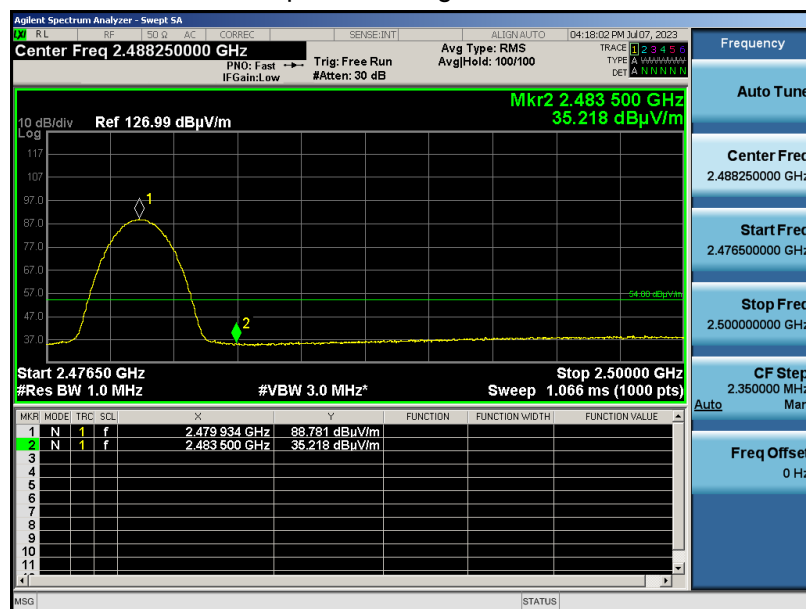 Agilent Spectrum Analyzer - Swept SA
LXI RL RF 50 Ω AC CORREC SENSE:INT ALIGN AUTO 04:18:02 PM Jul 07, 2023
Center Freq 2.488250000 GHz
PNO: Fast
IFGain:Low
Trig: Free Run
#Atten: 30 dB
Avg Type: RMS
Avg|Hold: 100/100
TRACE 1 2 3 4 5 6
TYPE A WWWWW
DET A N N N N N
Mkr2 2.483 500 GHz
35.218 dBµV/m
10 dB/div Ref 126.99 dBµV/m
Log
117
107
97.0
87.0
77.0
67.0
57.0
47.0
37.0
1
2
54.00 dBµV/m
Start 2.47650 GHz Stop 2.50000 GHz
#Res BW 1.0 MHz #VBW 3.0 MHz* Sweep 1.066 ms (1000 pts)
MKR MODE TRC SCL X Y FUNCTION FUNCTION WIDTH FUNCTION VALUE
1 N 1 f 2.479 934 GHz 88.781 dBµV/m
2 N 1 f 2.483 500 GHz 35.218 dBµV/m
3
4
5
6
7
8
9
10
11
MSG STATUS
Frequency
Auto Tune
Center Freq
2.488250000 GHz
Start Freq
2.476500000 GHz
Stop Freq
2.500000000 GHz
CF Step
2.350000 MHz
Auto Man
Freq Offset
0 Hz